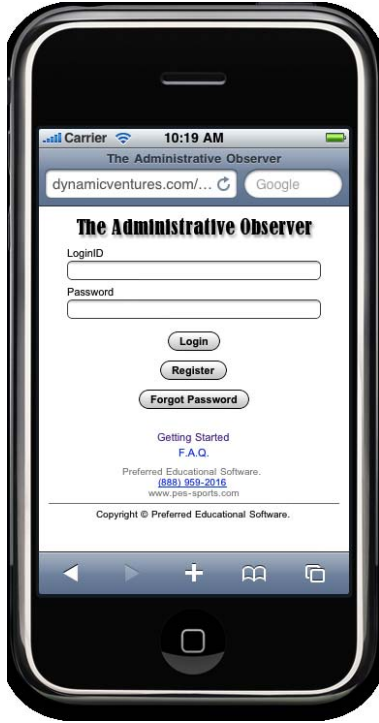 Carrier 10:19 AM
The Administrative Observer
dynamicventures.com/... Google
The Administrative Observer
LoginID
Password
Login
Register
Forgot Password
Getting Started
F.A.Q.
Preferred Educational Software.
(888) 959-2016
www.pes-sports.com
Copyright © Preferred Educational Software.